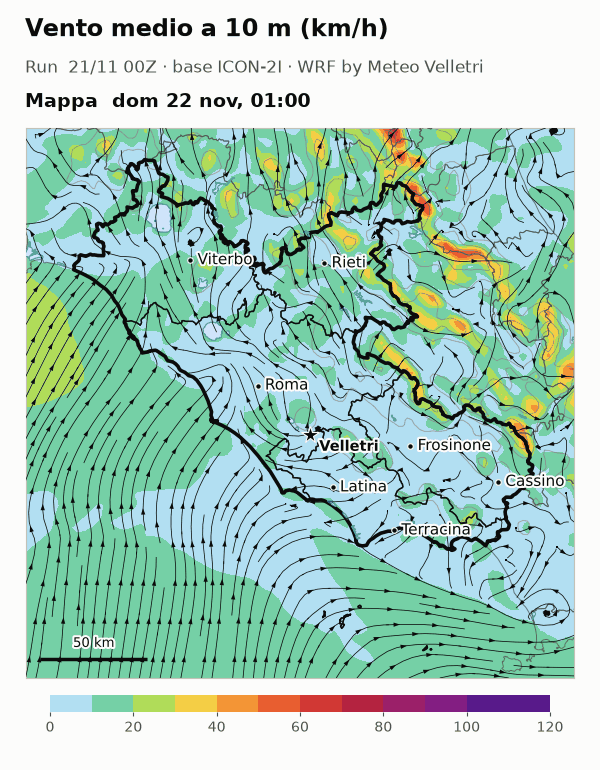 Vento medio a 10 m (km/h)
Run 21/11 00Z · base ICON-2I · WRF by Meteo Velletri
Mappa dom 22 nov, 01:00
Viterbo
Rieti
Roma
Velletri
Frosinone
Latina
Cassino
Terracina
50 km
0 20 40 60 80 100 120